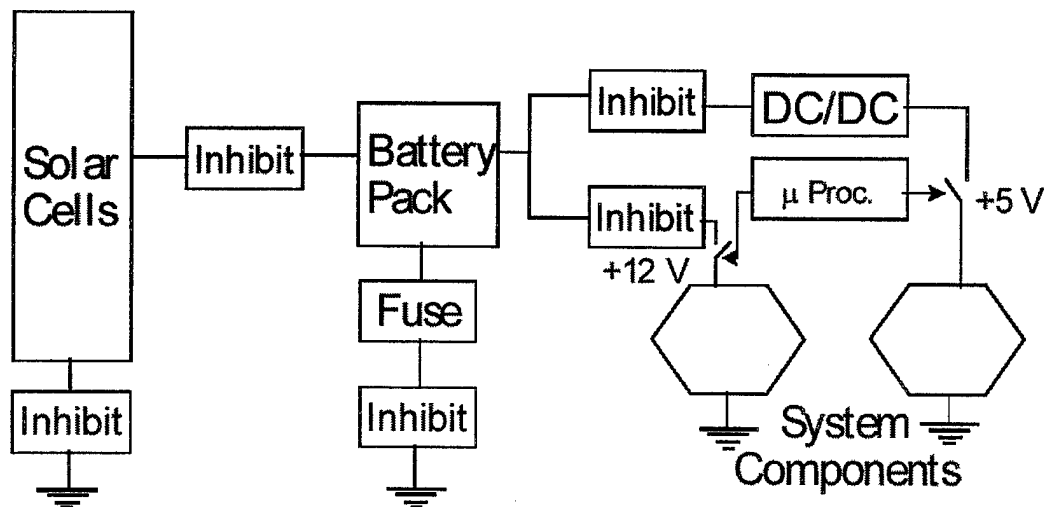 Solar
Cells
Inhibit
Inhibit
Battery
Pack
Fuse
Inhibit
Inhibit
DC/DC
Inhibit
μ Proc.
+5 V
+12 V
System
Components